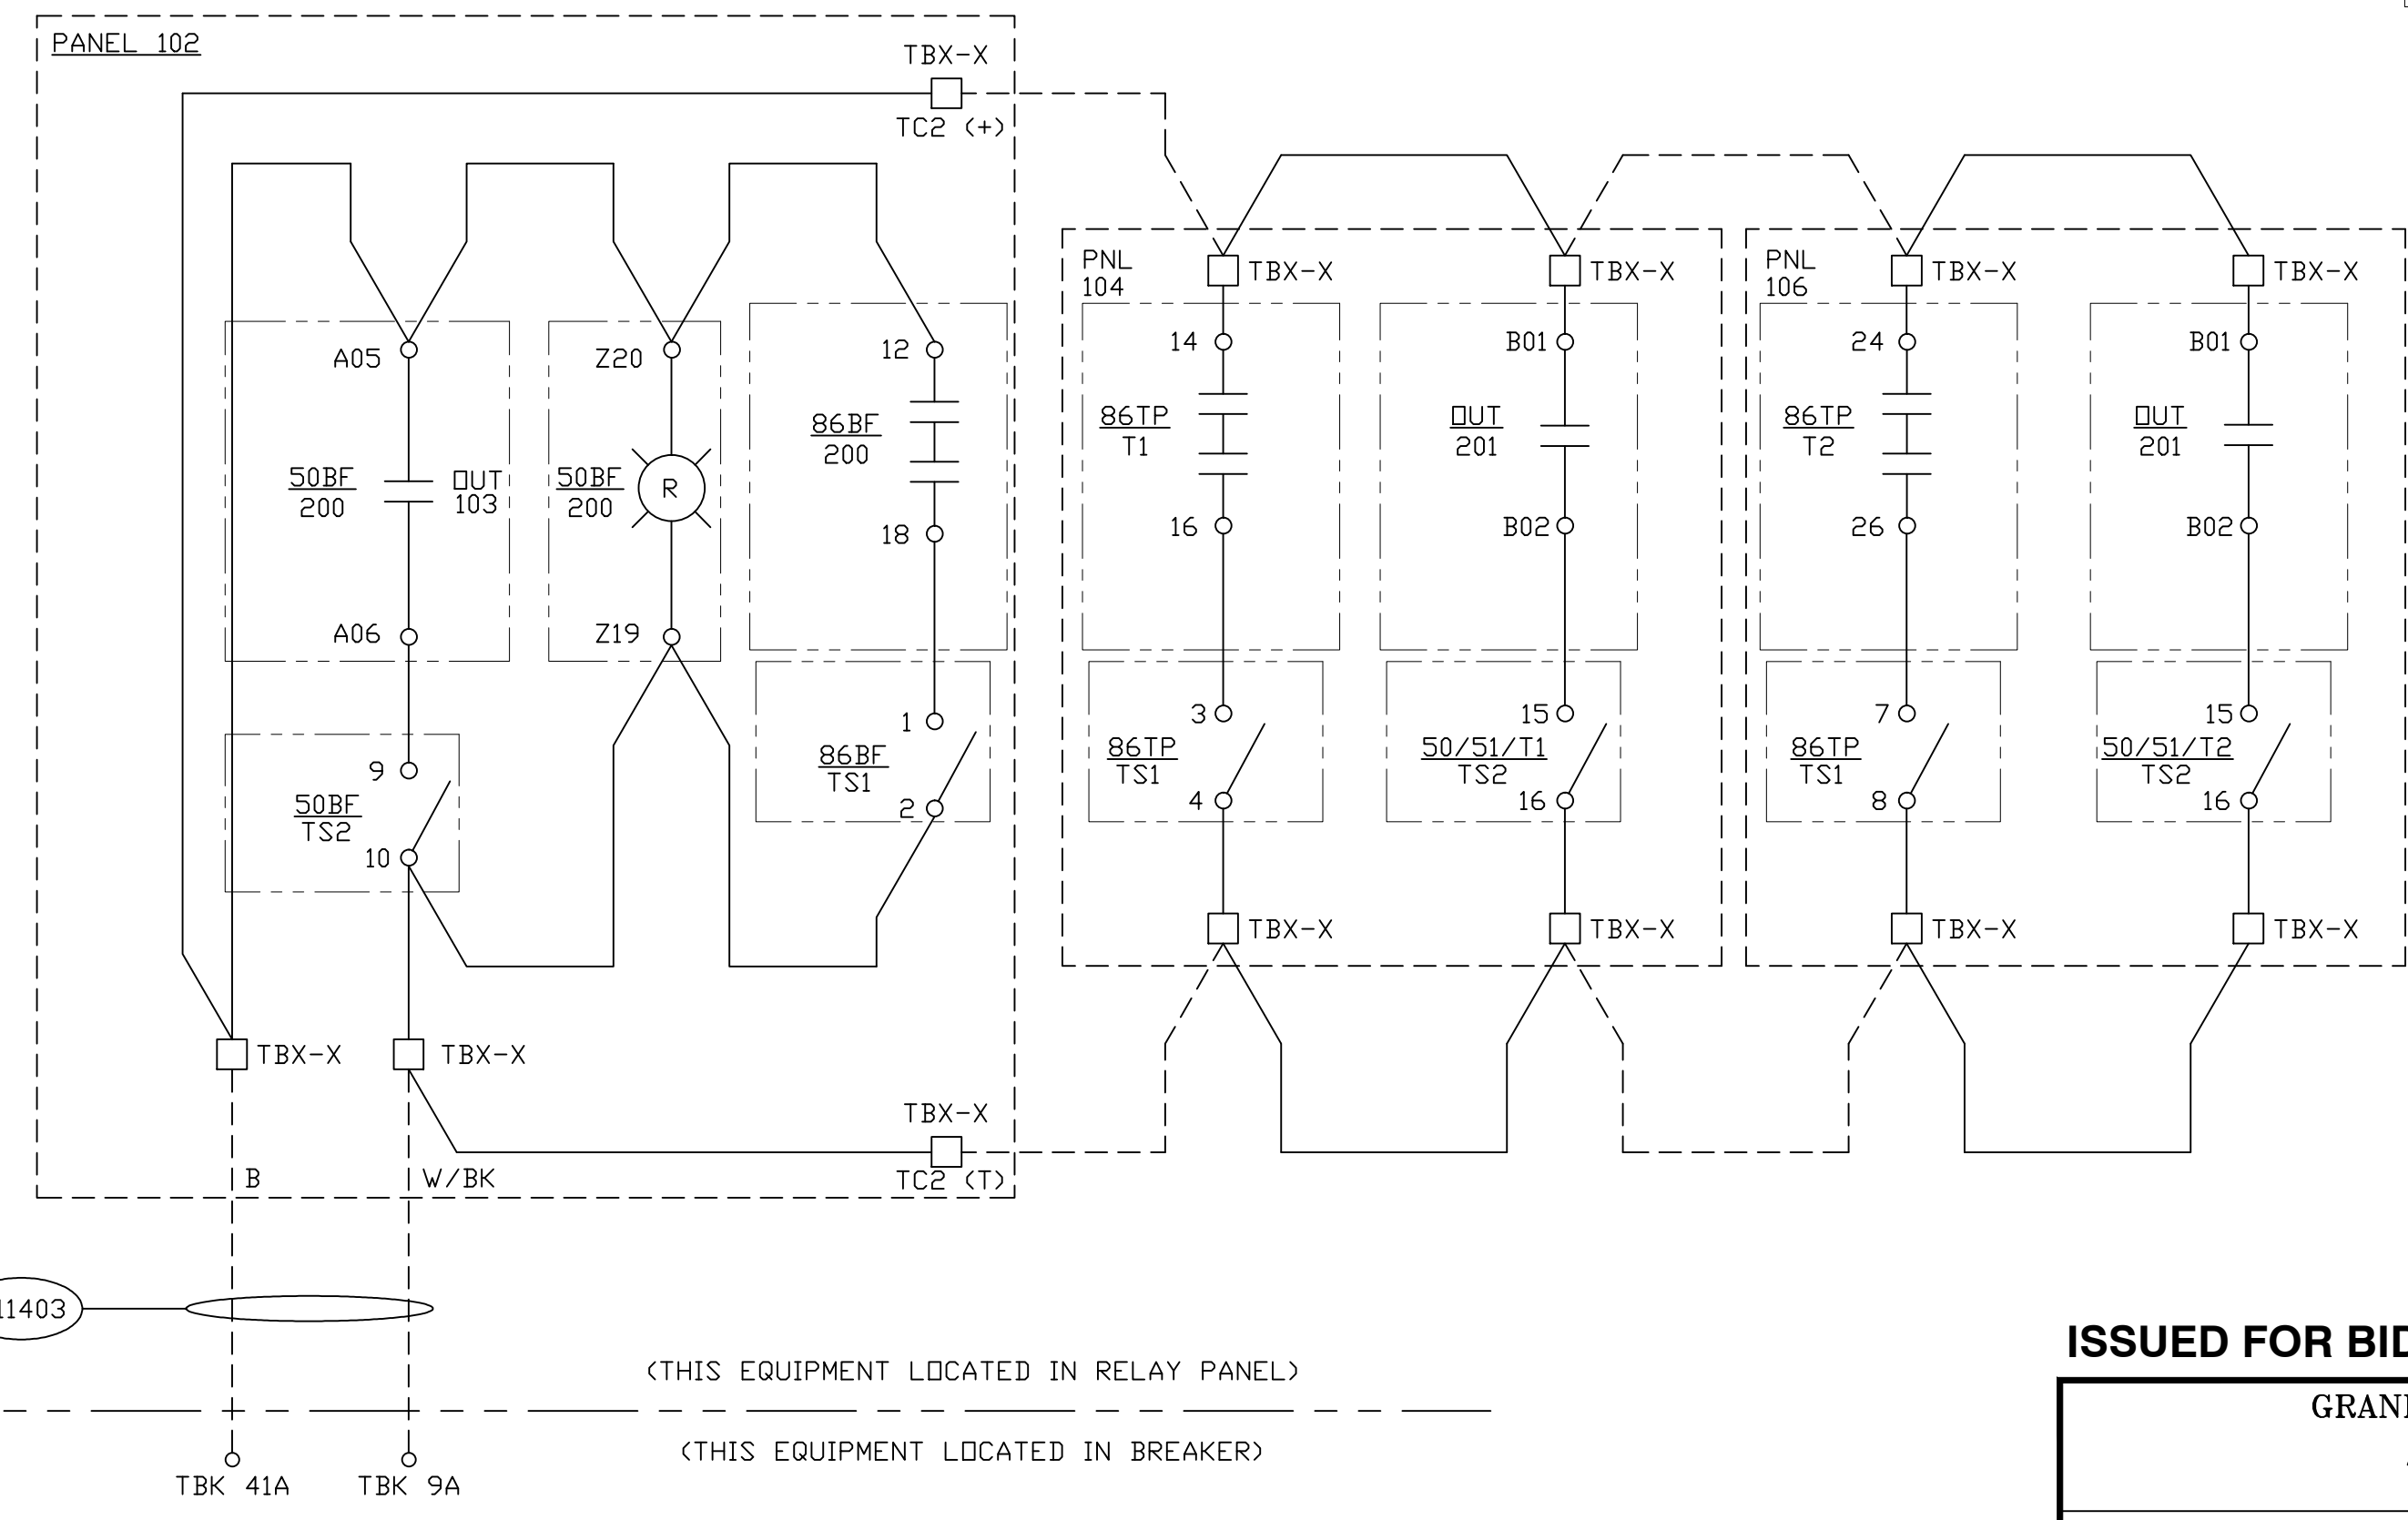 PANEL 102
TBX-X
TC2 (+)
PNL
104
TBX-X
TBX-X
PNL
106
TBX-X
TBX-X
A05
Z20
12
14
B01
24
B01
50BF
200
OUT
103
50BF
200
R
86BF
200
86TP
T1
OUT
201
86TP
T2
OUT
201
18
16
B02
26
B02
A06
Z19
9
50BF
TS2
10
1
86BF
TS1
2
3
86TP
TS1
4
15
50/51/T1
TS2
16
7
86TP
TS1
8
15
50/51/T2
TS2
16
TBX-X
TBX-X
TBX-X
TBX-X
TBX-X
TBX-X
TBX-X
TC2 (T)
B
W/BK
11403
(THIS EQUIPMENT LOCATED IN RELAY PANEL)
(THIS EQUIPMENT LOCATED IN BREAKER)
TBK 41A
TBK 9A
ISSUED FOR BID